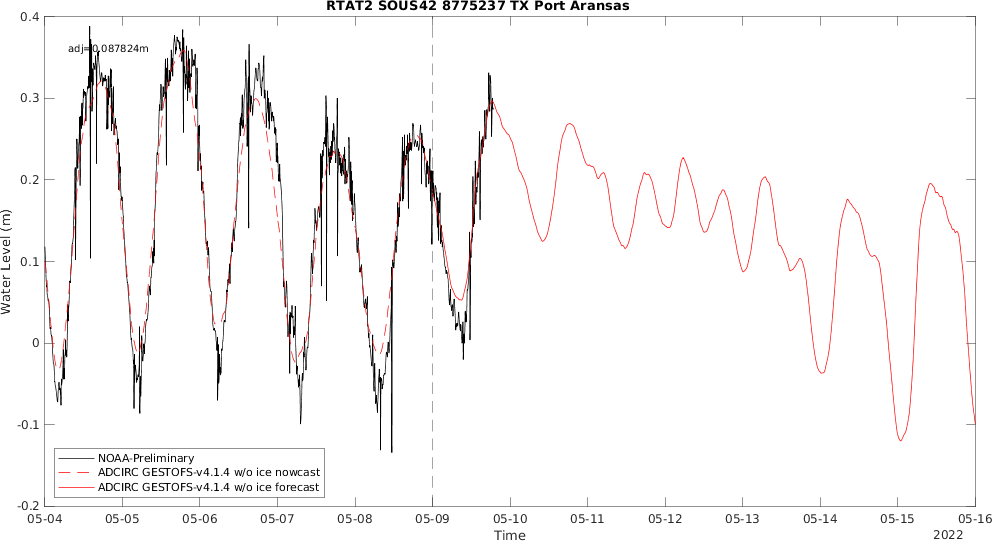 RTAT2 SOUS42 8775237 TX Port Aransas
adj=0.087824m
Water Level (m)
0.4
0.3
0.2
0.1
0
-0.1
-0.2
NOAA-Preliminary
ADCIRC GESTOFS-v4.1.4 w/o ice nowcast
ADCIRC GESTOFS-v4.1.4 w/o ice forecast
05-04 05-05 05-06 05-07 05-08 05-09 05-10 05-11 05-12 05-13 05-14 05-15 05-16
Time
2022